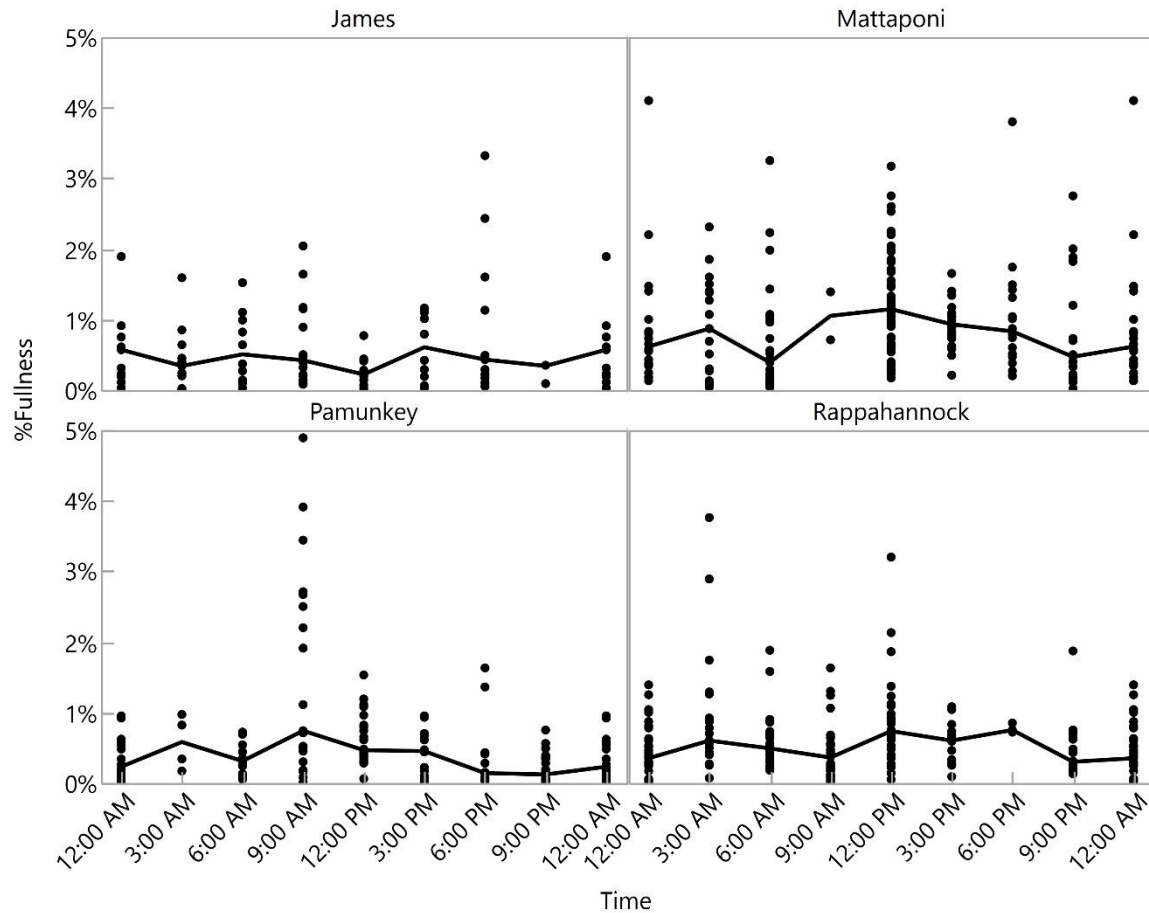 James
Mattaponi
5%
4%
3%
2%
1%
0%
%Fullness
Pamunkey
Rappahannock
5%
4%
3%
2%
1%
0%
12:00 AM
3:00 AM
6:00 AM
9:00 AM
12:00 PM
3:00 PM
6:00 PM
9:00 PM
12:00 AM
12:00 AM
3:00 AM
6:00 AM
9:00 AM
12:00 PM
3:00 PM
6:00 PM
9:00 PM
12:00 AM
Time